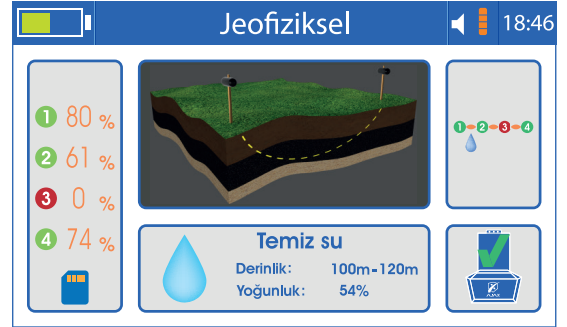 Jeofiziksel
18:46
1 80 %
2 61 %
3 0 %
4 74 %
1 2 3 4
Temiz su
Derinlik: 100m-120m
Yoğunluk: 54%
AJAX